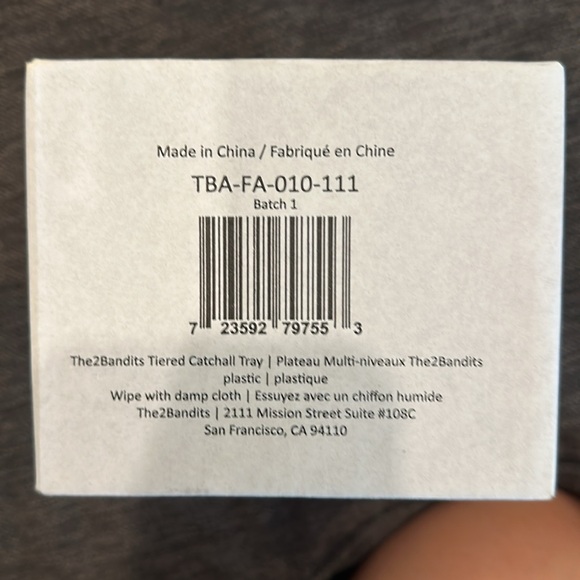 Made in China / Fabriqué en Chine
TBA-FA-010-111
Batch 1
7 23592 79755 3
The2Bandits Tiered Catchall Tray | Plateau Multi-niveaux The2Bandits
plastic | plastique
Wipe with damp cloth | Essuyez avec un chiffon humide
The2Bandits | 2111 Mission Street Suite #108C
San Francisco, CA 94110